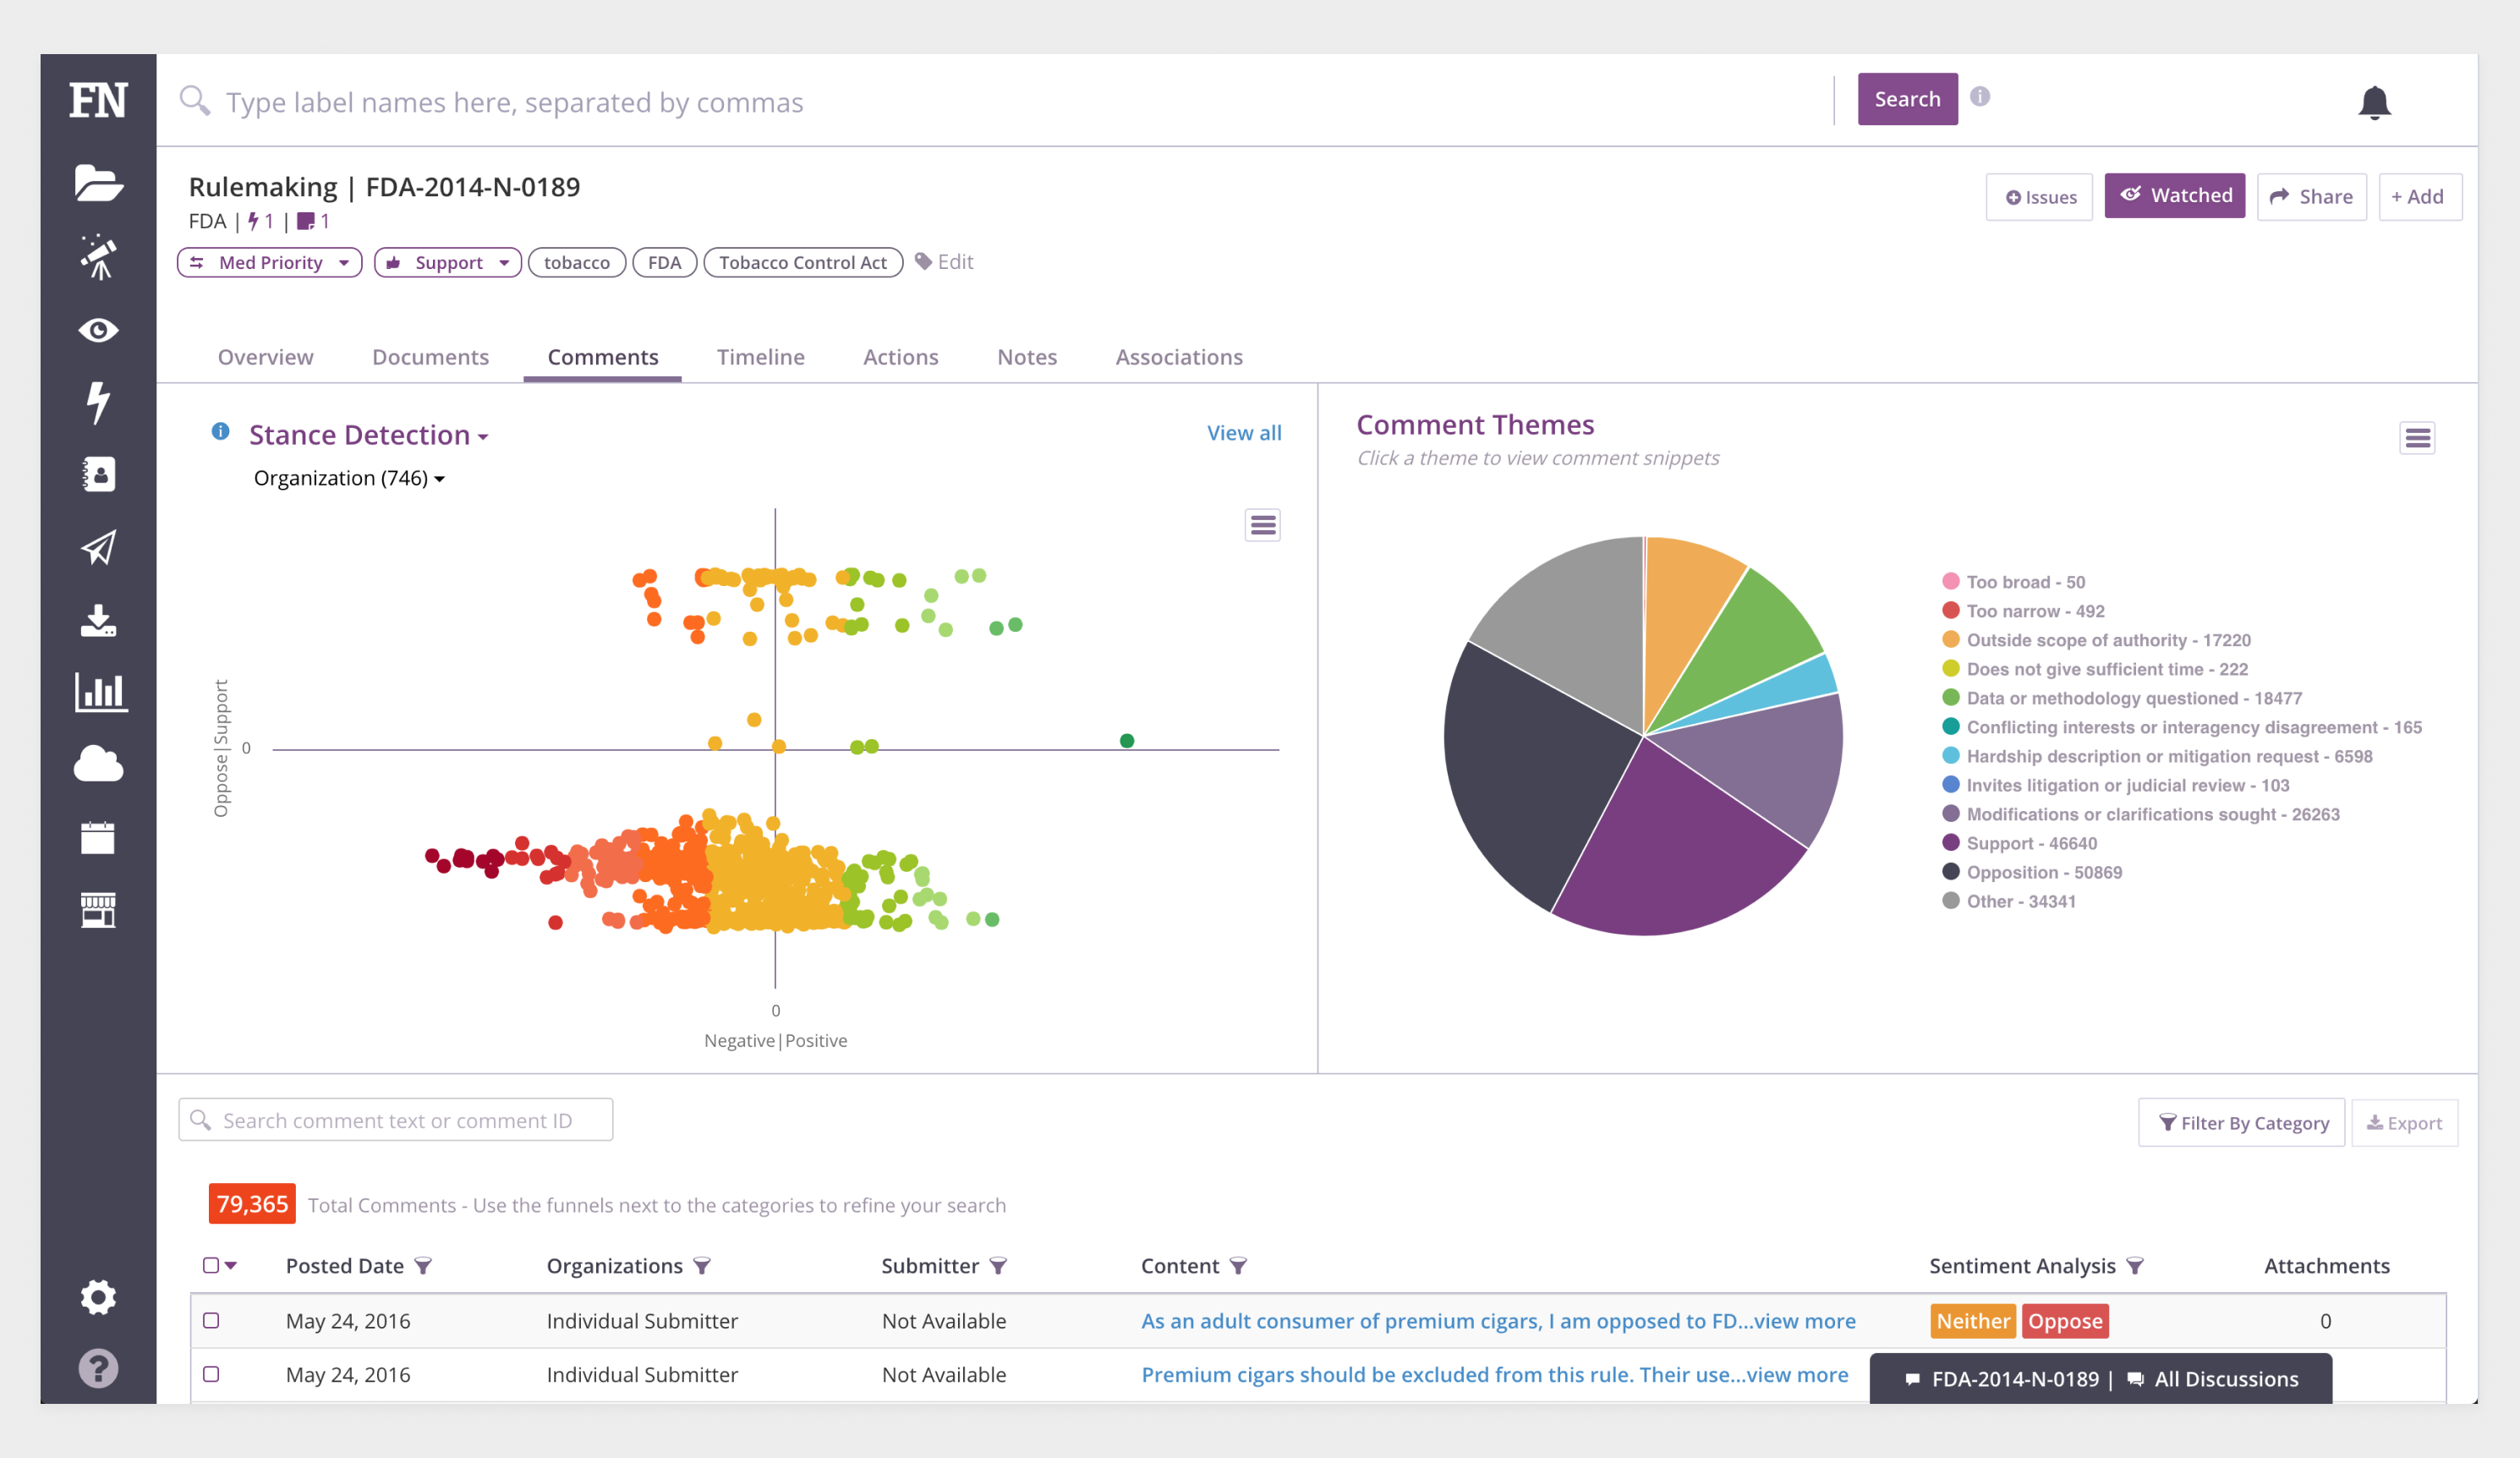 FN
Type label names here, separated by commas
Search
Rulemaking | FDA-2014-N-0189
FDA | 1 | 1
Issues
Watched
Share
+ Add
Med Priority
Support
tobacco
FDA
Tobacco Control Act
Edit
Overview
Documents
Comments
Timeline
Actions
Notes
Associations
Stance Detection
View all
Organization (746)
Oppose|Support
0
0
Negative|Positive
Comment Themes
Click a theme to view comment snippets
Too broad - 50
Too narrow - 492
Outside scope of authority - 17220
Does not give sufficient time - 222
Data or methodology questioned - 18477
Conflicting interests or interagency disagreement - 165
Hardship description or mitigation request - 6598
Invites litigation or judicial review - 103
Modifications or clarifications sought - 26263
Support - 46640
Opposition - 50869
Other - 34341
Search comment text or comment ID
Filter By Category
Export
79,365 Total Comments - Use the funnels next to the categories to refine your search
Posted Date Organizations Submitter Content Sentiment Analysis Attachments
May 24, 2016 Individual Submitter Not Available As an adult consumer of premium cigars, I am opposed to FD...view more Neither Oppose 0
May 24, 2016 Individual Submitter Not Available Premium cigars should be excluded from this rule. Their use...view more
FDA-2014-N-0189 | All Discussions